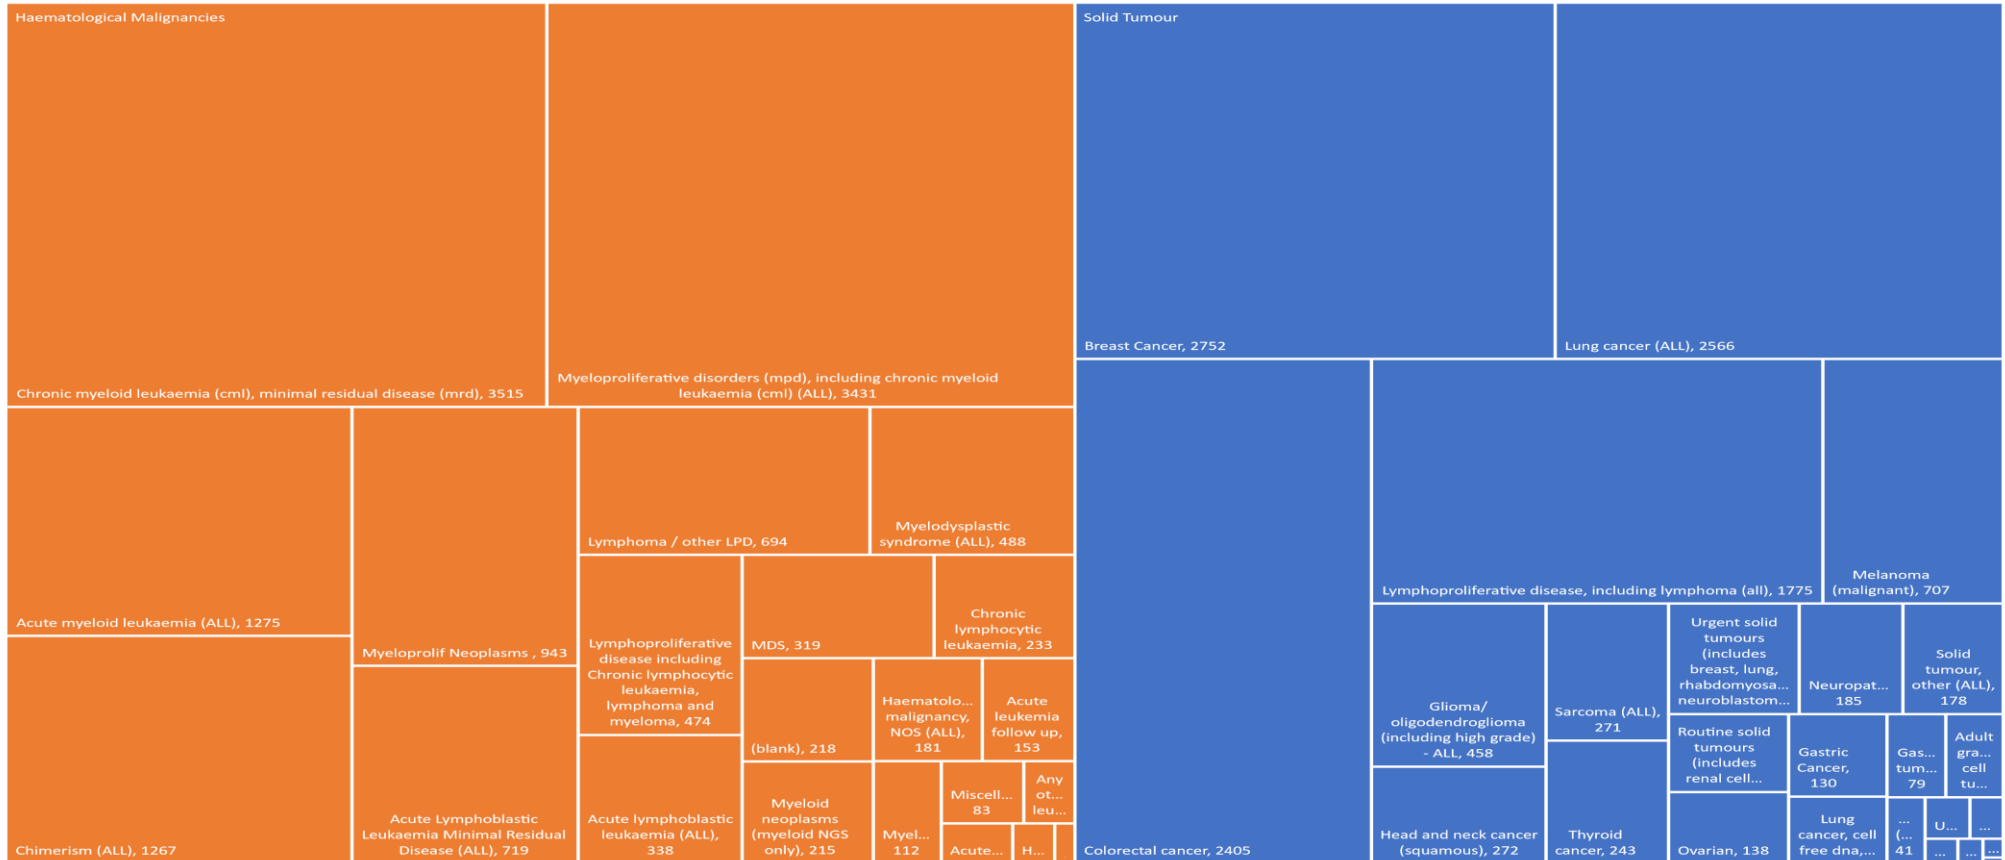 Haematological Malignancies
Chronic myeloid leukaemia (cml), minimal residual disease (mrd), 3515
Myeloproliferative disorders (mpd), including chronic myeloid
leukaemia (cml) (ALL), 3431
Acute myeloid leukaemia (ALL), 1275
Chimerism (ALL), 1267
Myeloprolif Neoplasms , 943
Acute Lymphoblastic
Leukaemia Minimal Residual
Disease (ALL), 719
Lymphoma / other LPD, 694
Myelodysplastic
syndrome (ALL), 488
Lymphoproliferative
disease including
Chronic lymphocytic
leukaemia,
lymphoma and
myeloma, 474
Acute lymphoblastic
leukaemia (ALL),
338
MDS, 319
Chronic
lymphocytic
leukaemia, 233
(blank), 218
Myeloid
neoplasms
(myeloid NGS
only), 215
Haematolo...
malignancy,
NOS (ALL),
181
Acute
leukemia
follow up,
153
Myel...
112
Miscell...
83
Any
ot...
leu...
Acute...
H...
Solid Tumour
Breast Cancer, 2752
Lung cancer (ALL), 2566
Colorectal cancer, 2405
Lymphoproliferative disease, including lymphoma (all), 1775
Melanoma
(malignant), 707
Glioma/
oligodendroglioma
(including high grade)
- ALL, 458
Head and neck cancer
(squamous), 272
Sarcoma (ALL),
271
Thyroid
cancer, 243
Urgent solid
tumours
(includes
breast, lung,
rhabdomyosa...
neuroblastom...
Neuropat...
185
Solid
tumour,
other (ALL),
178
Routine solid
tumours
(includes
renal cell...
Ovarian, 138
Gastric
Cancer,
130
Lung
cancer, cell
free dna,...
Gas...
tum...
79
Adult
gra...
cell
tu...
...
(...
41
U...
...
...
...
...